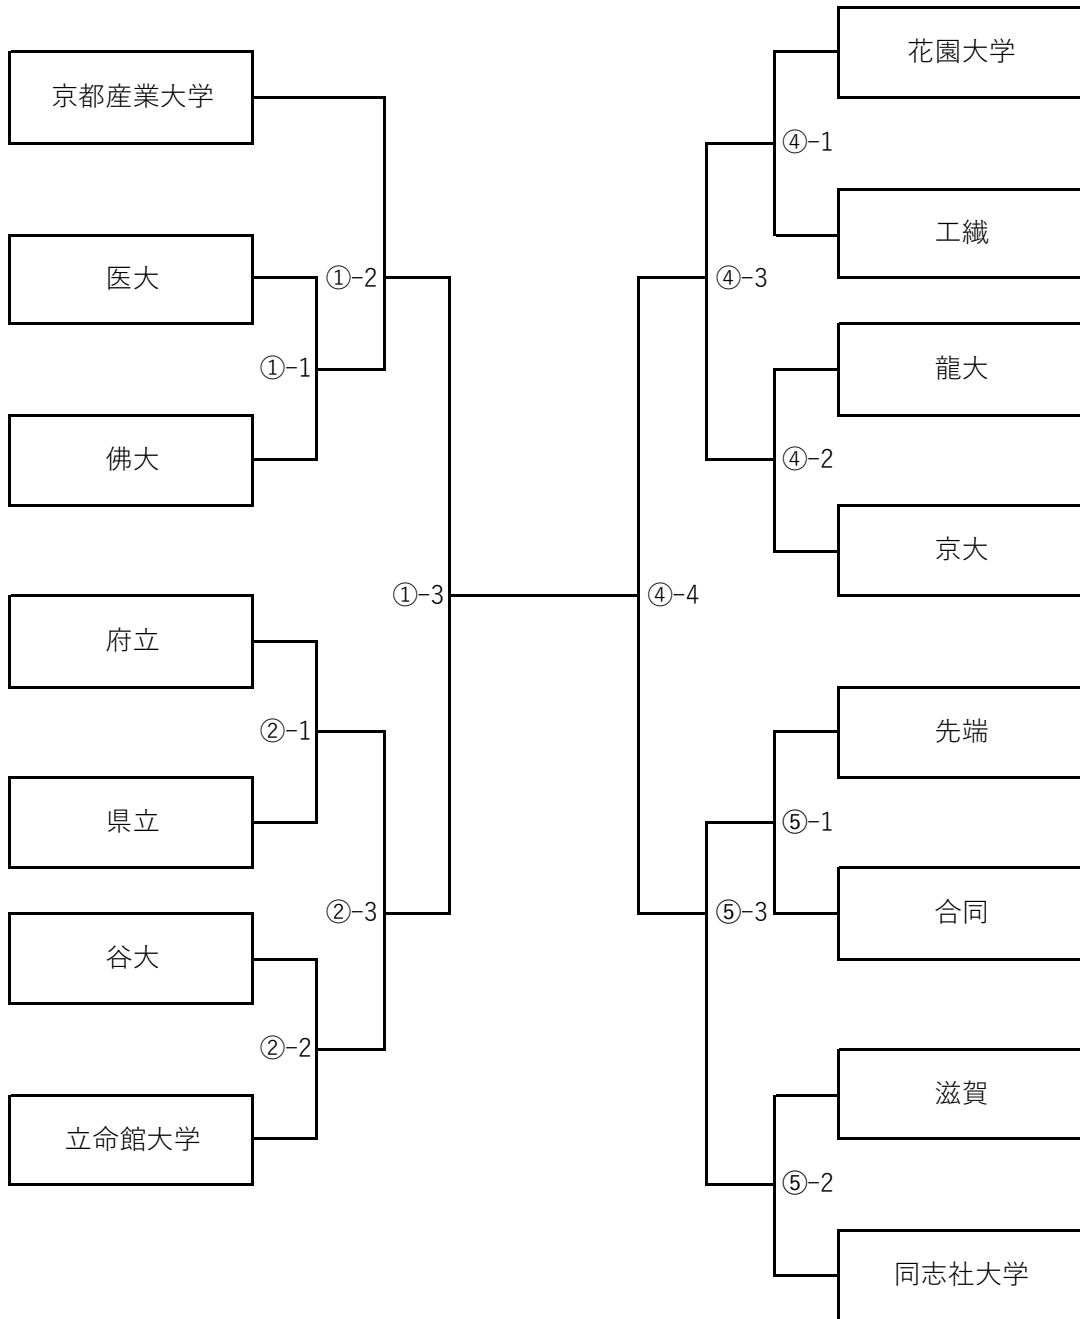 京都産業大学
医大
①-2
①-1
佛大
府立
①-3
②-1
県立
②-3
谷大
②-2
立命館大学
花園大学
④-1
工繊
④-3
龍大
④-2
京大
④-4
先端
⑤-1
合同
⑤-3
滋賀
⑤-2
同志社大学